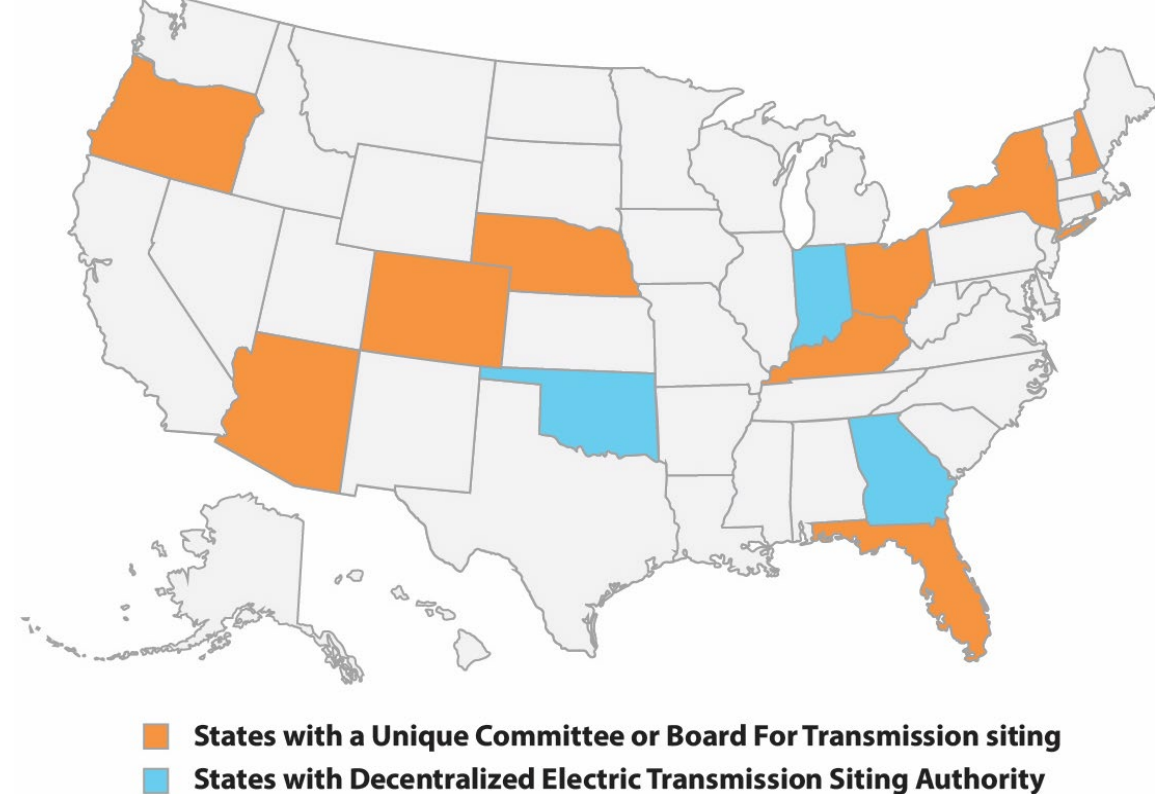 States with a Unique Committee or Board For Transmission siting
States with Decentralized Electric Transmission Siting Authority